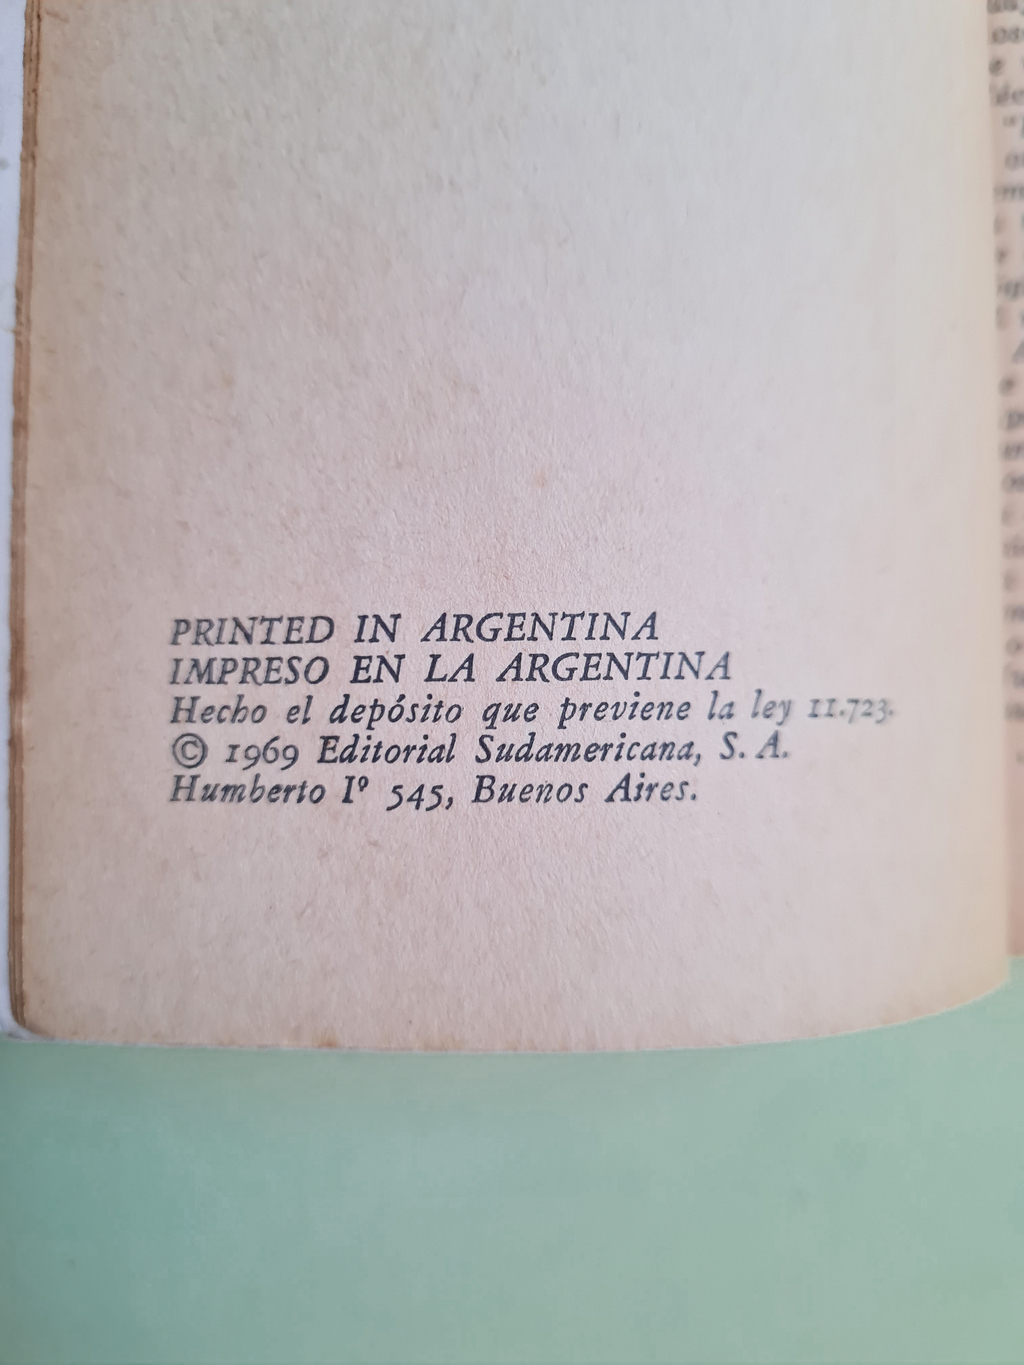 PRINTED IN ARGENTINA
IMPRESO EN LA ARGENTINA
Hecho el depósito que previene la ley 11.723.
© 1969 Editorial Sudamericana, S. A.
Humberto Iº 545, Buenos Aires.